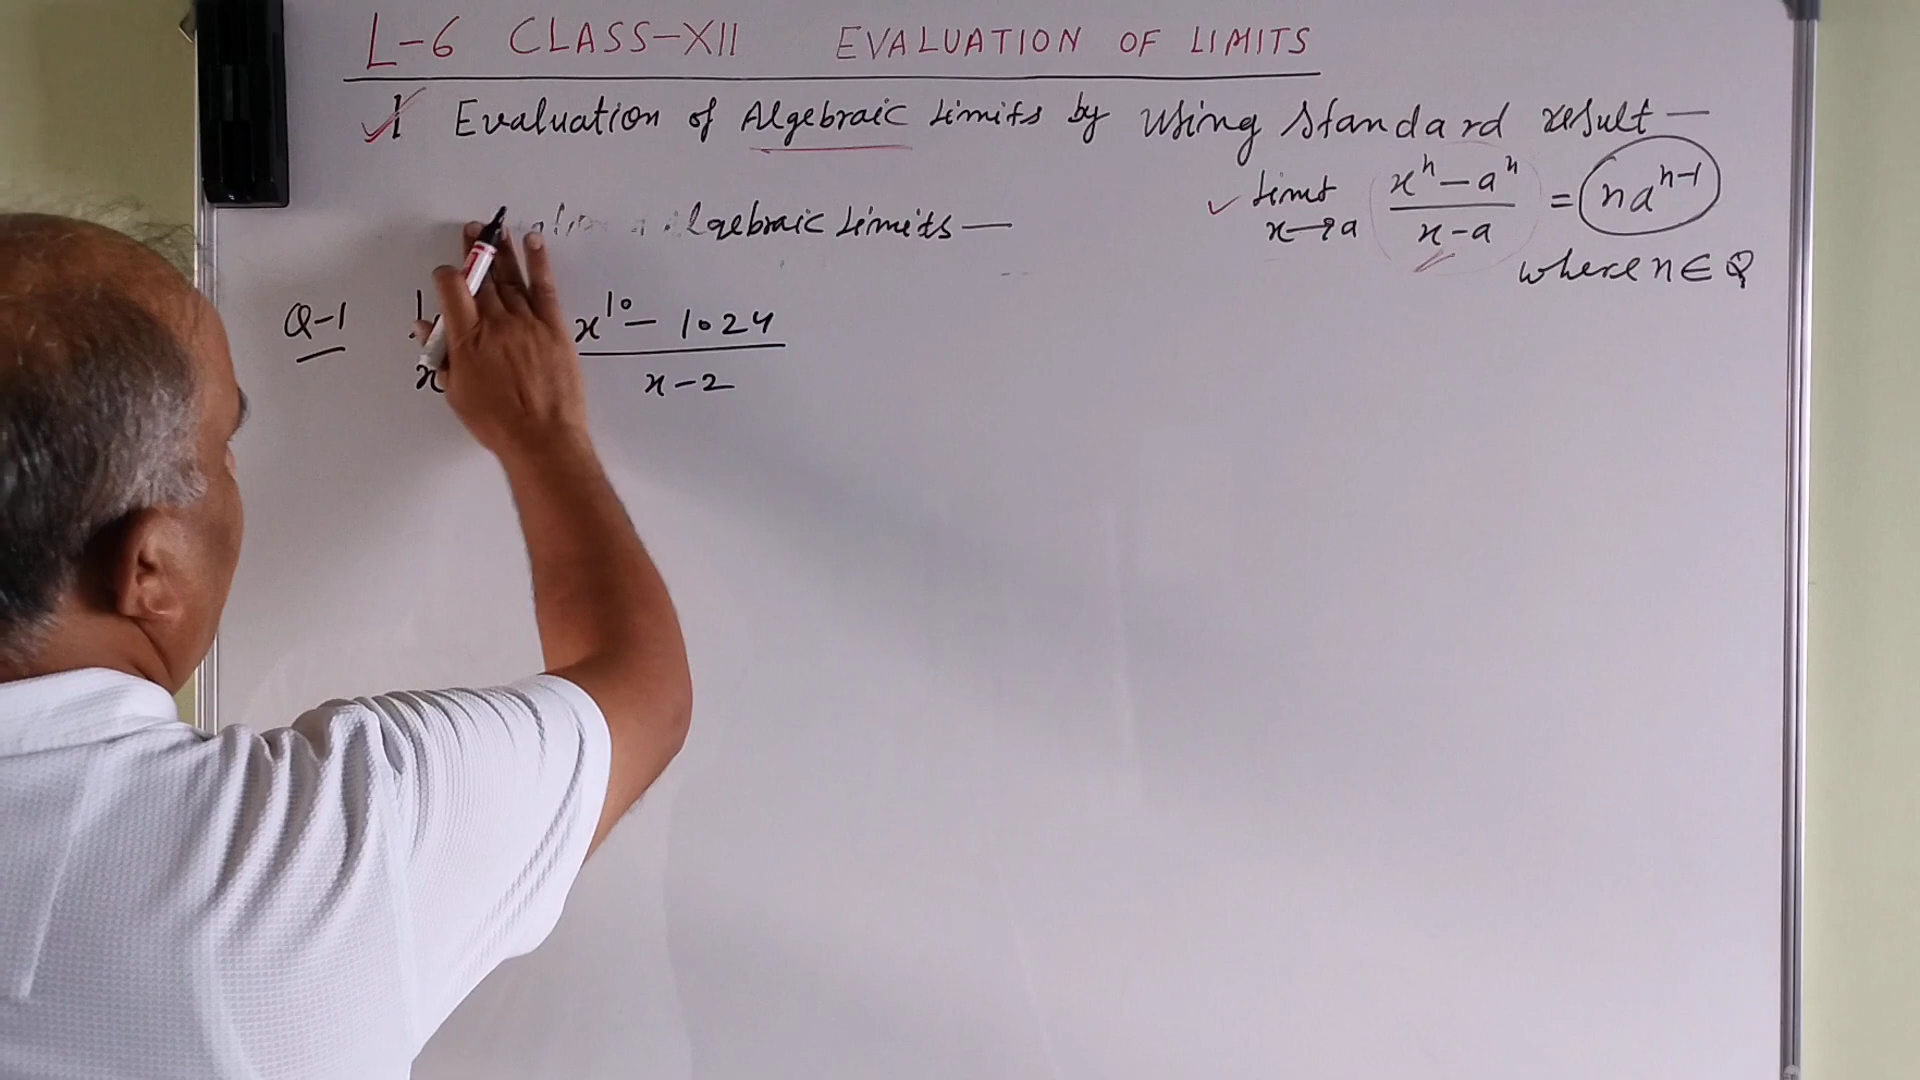 L-6 CLASS-XII EVALUATION OF LIMITS
I Evaluation of Algebraic Limits by Using Standard result —
Limit x^n - a^n = na^(n-1)
x→a x-a
where n ∈ Q
Algebraic Limits —
Q-1 x^10 - 1024
x x-2